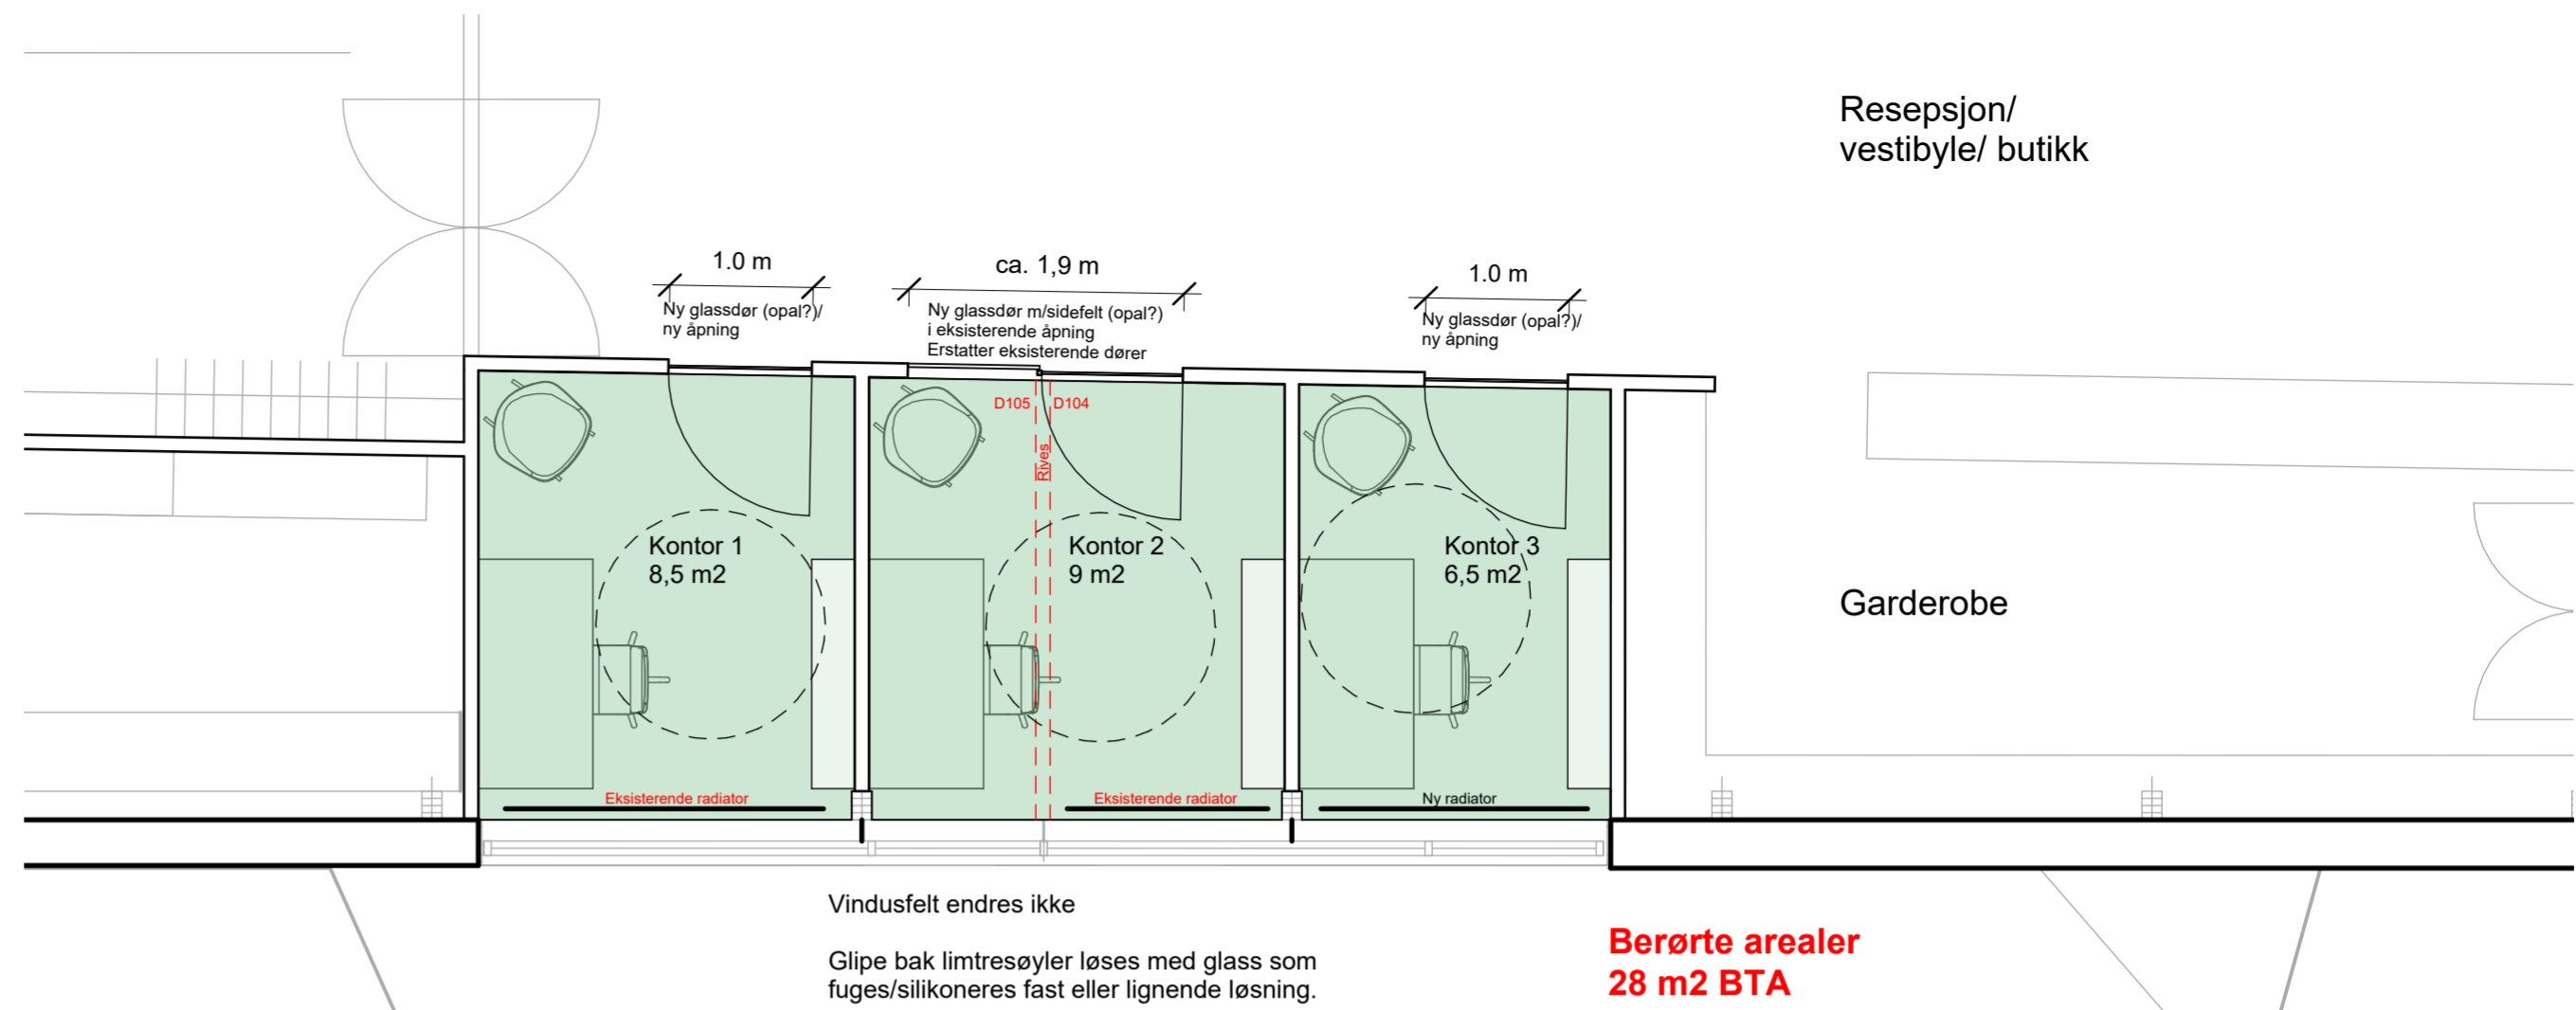 Resepsjon/
vestibyle/ butikk
1.0 m
Ny glassdør (opal?)/
ny åpning
ca. 1,9 m
Ny glassdør m/sidefelt (opal?)
i eksisterende åpning
Erstatter eksisterende dører
1.0 m
Ny glassdør (opal?)/
ny åpning
D105
D104
Rives
Kontor 1
8,5 m2
Kontor 2
9 m2
Kontor 3
6,5 m2
Garderobe
Eksisterende radiator
Eksisterende radiator
Ny radiator
Vindusfelt endres ikke
Glipe bak limtresøyler løses med glass som
fuges/silikoneres fast eller lignende løsning.
Berørte arealer
28 m2 BTA